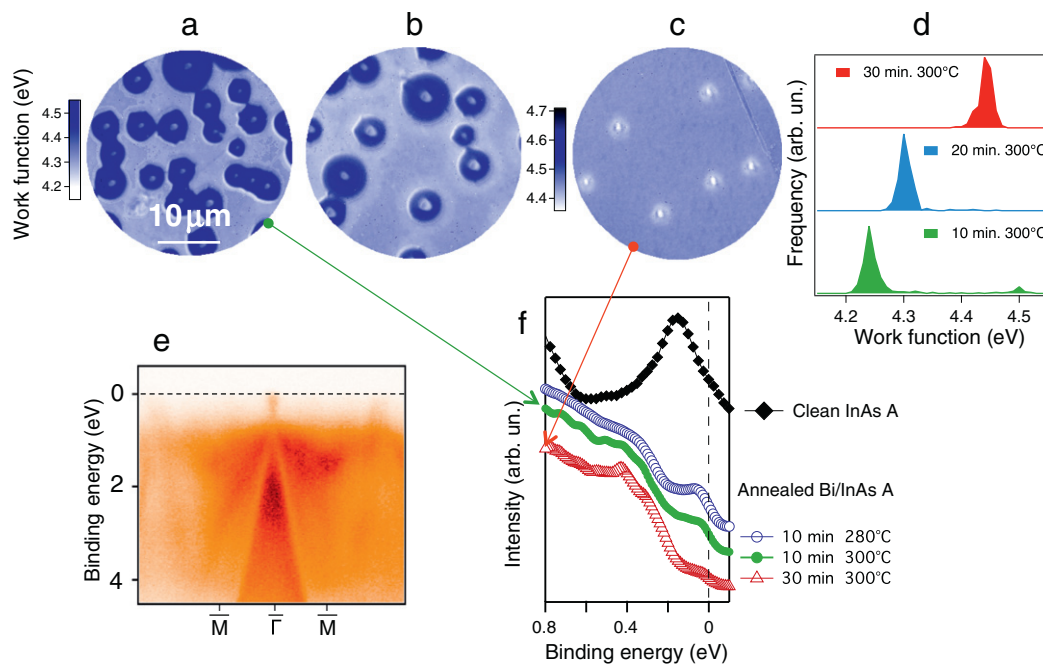 a
b
c
d
Work function (eV)
4.5
4.4
4.3
4.2
10 μm
4.7
4.6
4.5
4.4
Frequency (arb. un.)
30 min. 300°C
20 min. 300°C
10 min. 300°C
4.2 4.3 4.4 4.5
Work function (eV)
e
Binding energy (eV)
0
2
4
M Γ M
f
Intensity (arb. un.)
Clean InAs A
Annealed Bi/InAs A
10 min 280°C
10 min 300°C
30 min 300°C
0.8 0.4 0
Binding energy (eV)